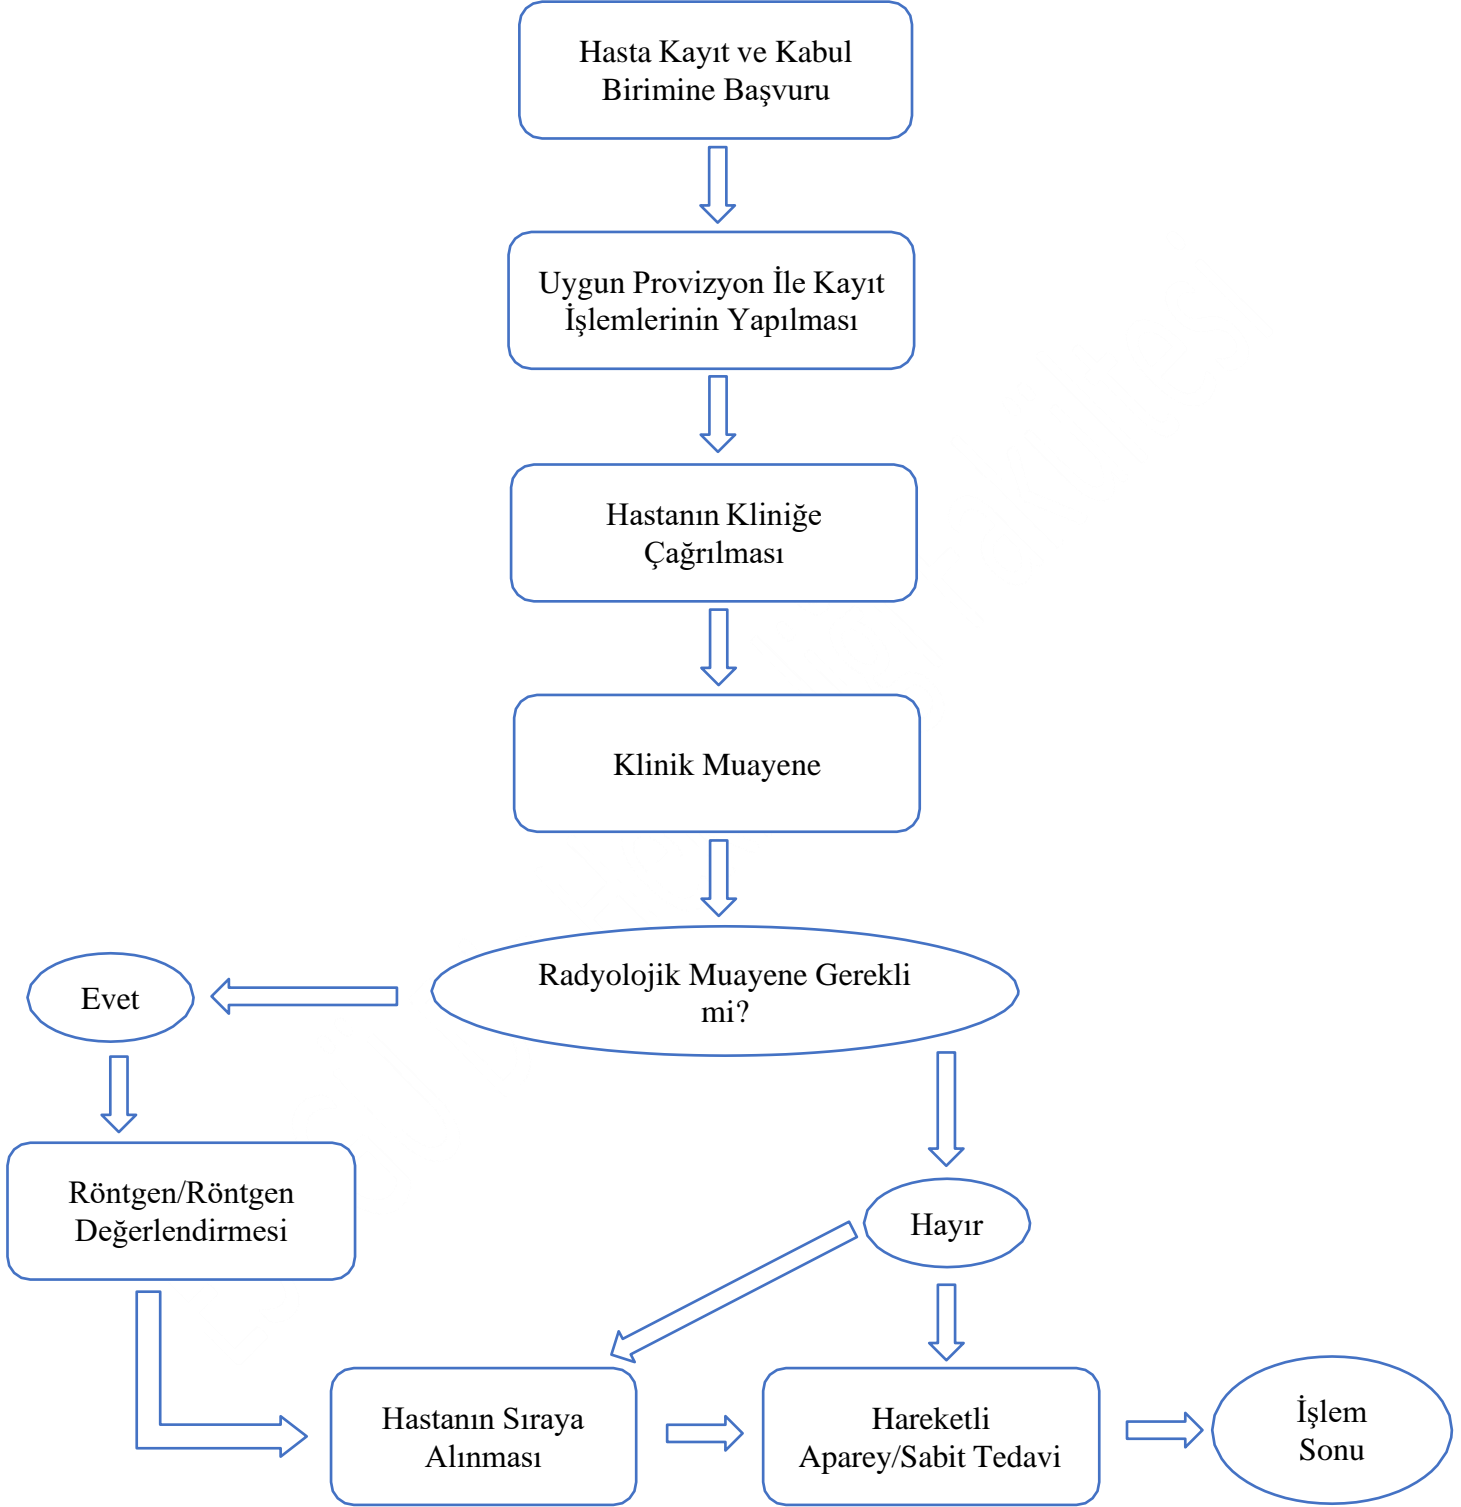 Hasta Kayıt ve Kabul
Birimine Başvuru
Uygun Provizyon İle Kayıt
İşlemlerinin Yapılması
Hastanın Kliniğe
Çağrılması
Klinik Muayene
Radyolojik Muayene Gerekli
mi?
Evet
Röntgen/Röntgen
Değerlendirmesi
Hayır
Hastanın Sıraya
Alınması
Hareketli
Aparey/Sabit Tedavi
İşlem
Sonu